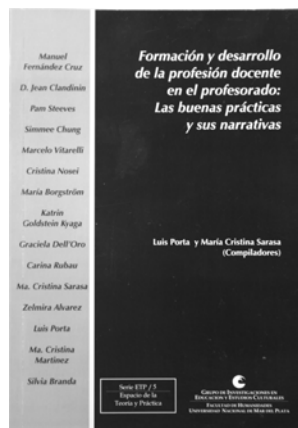 Manuel
Fernández Cruz
D. Jean Clandinin
Pam Steeves
Simmee Chung
Marcelo Vitarelli
Cristina Nosei
María Borgström
Katrin
Goldstein Kyaga
Graciela Dell'Oro
Carina Rubau
Ma. Cristina Sarasa
Zelmira Alvarez
Luis Porta
Ma. Cristina
Martínez
Silvia Branda
Formación y desarrollo
de la profesión docente
en el profesorado:
Las buenas prácticas
y sus narrativas
Luis Porta y María Cristina Sarasa
(Compiladores)
Serie ETP / 3
Espacio de la
Teoría y Práctica
GRUPO DE INVESTIGACIONES EN
EDUCACIÓN Y ESTUDIOS CULTURALES
FACULTAD DE HUMANIDADES
UNIVERSIDAD NACIONAL DE MAR DEL PLATA